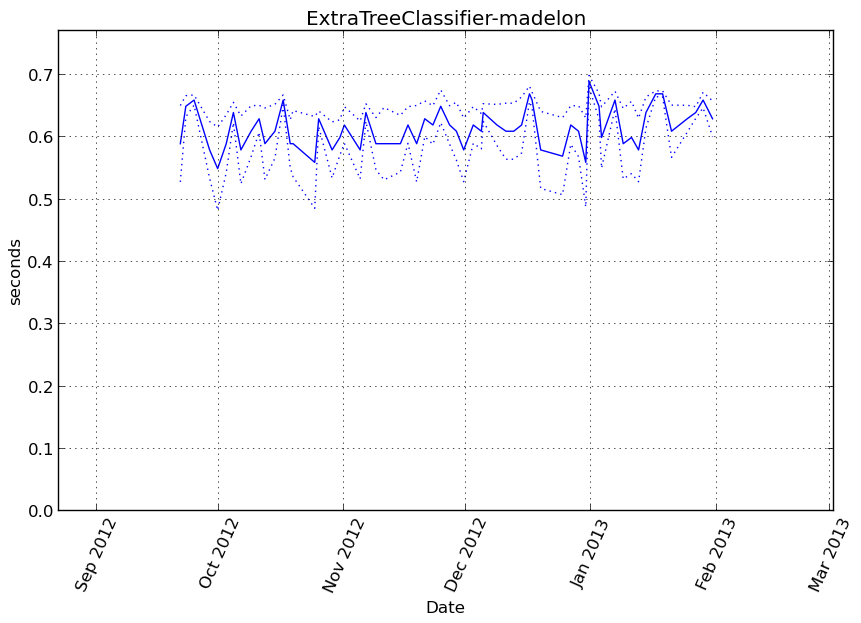 ExtraTreeClassifier-madelon
0.7
0.6
0.5
0.4
0.3
0.2
0.1
0.0
seconds
Sep 2012
Oct 2012
Nov 2012
Dec 2012
Jan 2013
Feb 2013
Mar 2013
Date